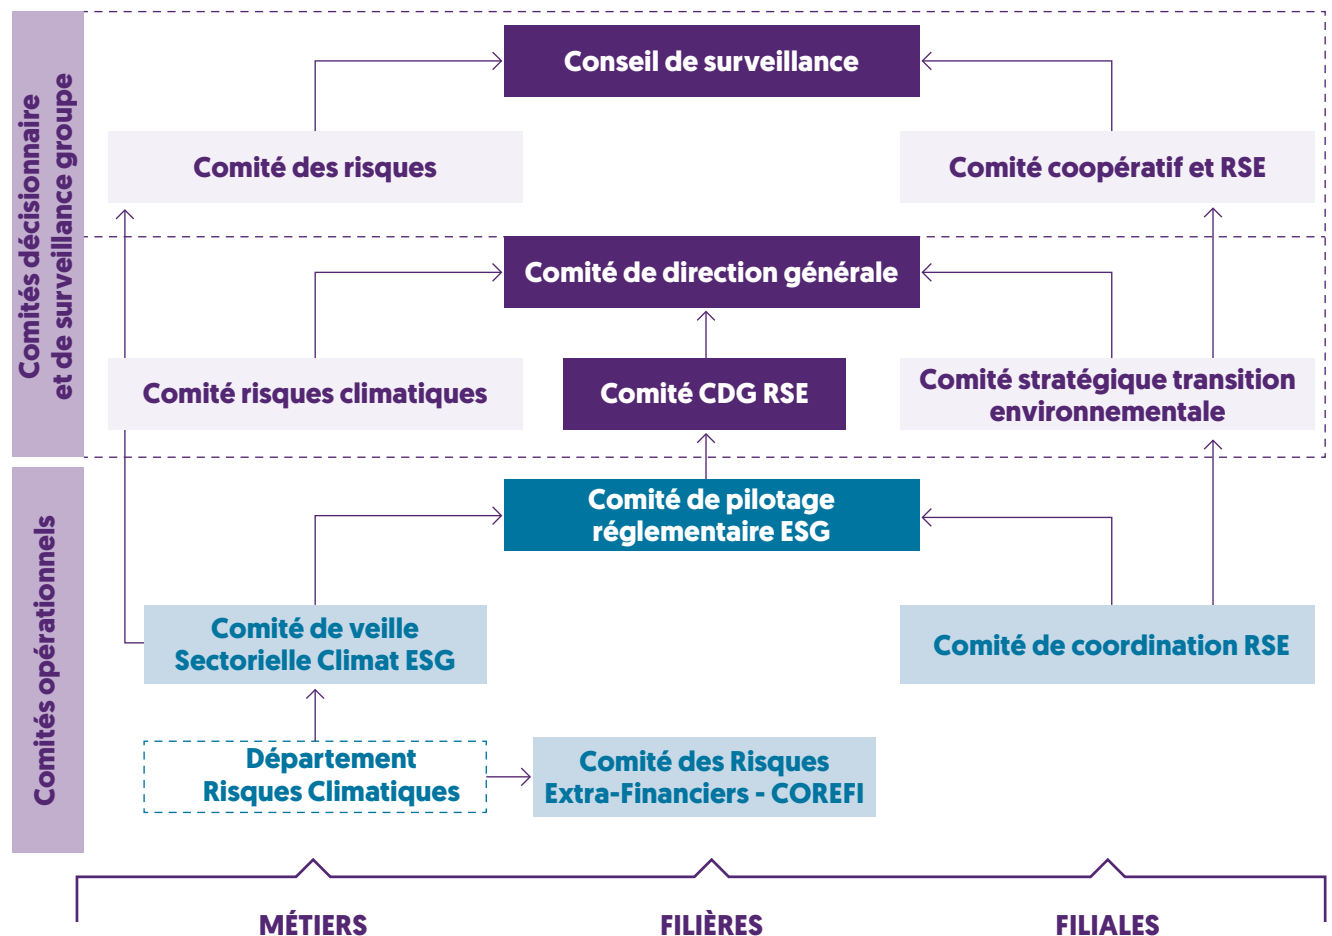 Comités décisionnaire
et de surveillance groupe
Conseil de surveillance
Comité des risques
Comité coopératif et RSE
Comité de direction générale
Comité risques climatiques
Comité CDG RSE
Comité stratégique transition
environnementale
Comités opérationnels
Comité de pilotage
réglementaire ESG
Comité de veille
Sectorielle Climat ESG
Comité de coordination RSE
Département
Risques Climatiques
Comité des Risques
Extra-Financiers - COREFI
MÉTIERS
FILIÈRES
FILIALES